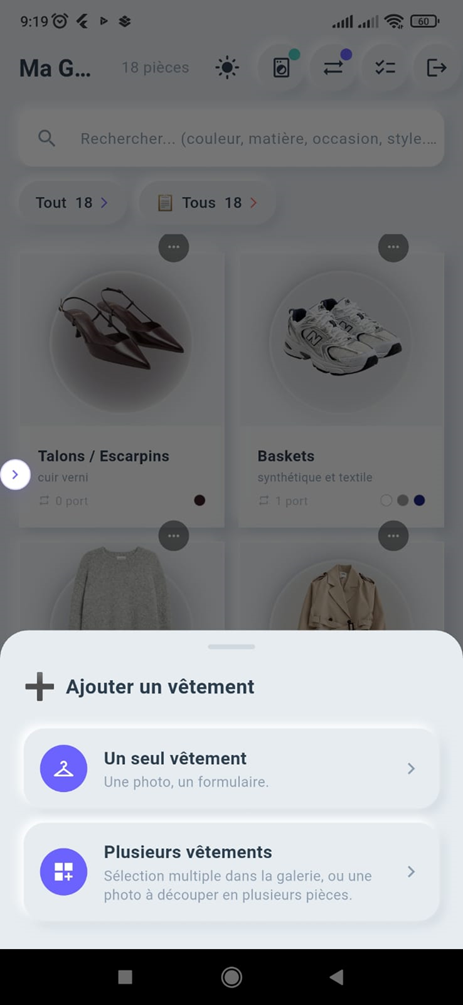 9:19
60
Ma G...
18 pièces
Rechercher... (couleur, matière, occasion, style....
Tout 18
Tous 18
Talons / Escarpins
cuir verni
0 port
Baskets
synthétique et textile
1 port
Ajouter un vêtement
Un seul vêtement
Une photo, un formulaire.
Plusieurs vêtements
Sélection multiple dans la galerie, ou une
photo à découper en plusieurs pièces.